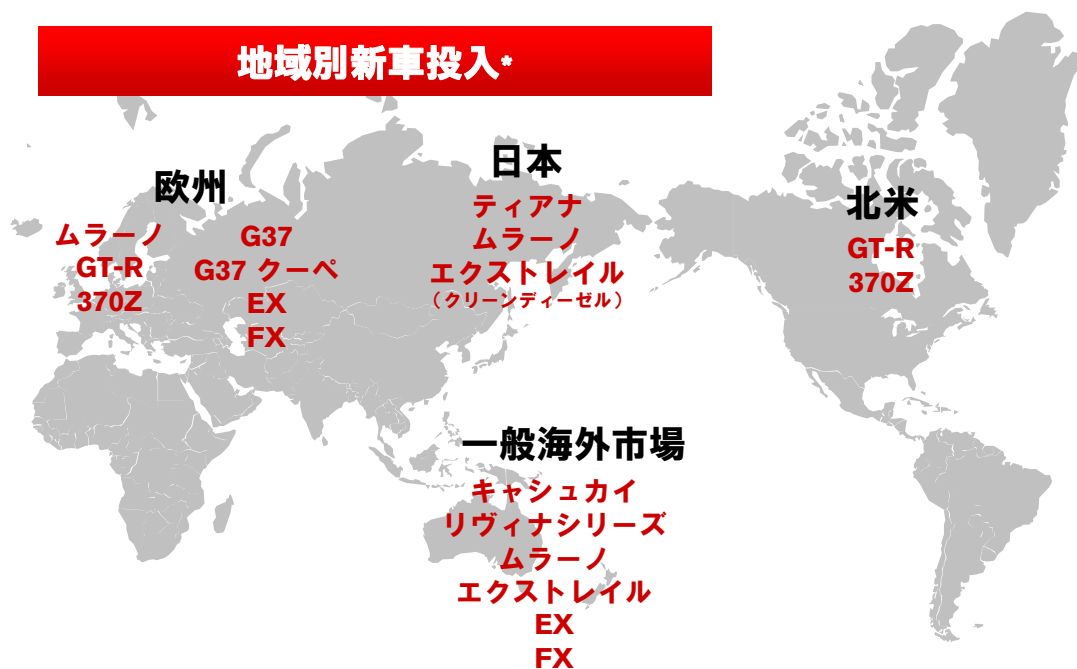 地域別新車投入*
欧州
ムラーノ
GT-R
370Z
G37
G37 クーペ
EX
FX
日本
ティアナ
ムラーノ
エクストレイル
（クリーンディーゼル）
北米
GT-R
370Z
一般海外市場
キャシュカイ
リヴィナシリーズ
ムラーノ
エクストレイル
EX
FX